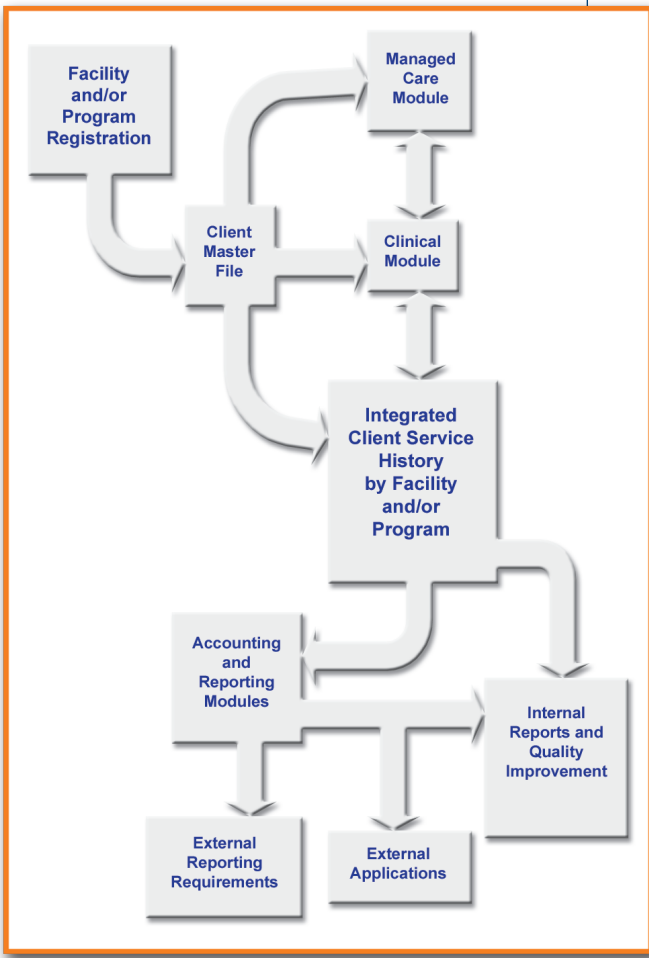 Facility
and/or
Program
Registration
Managed
Care
Module
Client
Master
File
Clinical
Module
Integrated
Client Service
History
by Facility
and/or
Program
Accounting
and
Reporting
Modules
Internal
Reports and
Quality
Improvement
External
Reporting
Requirements
External
Applications